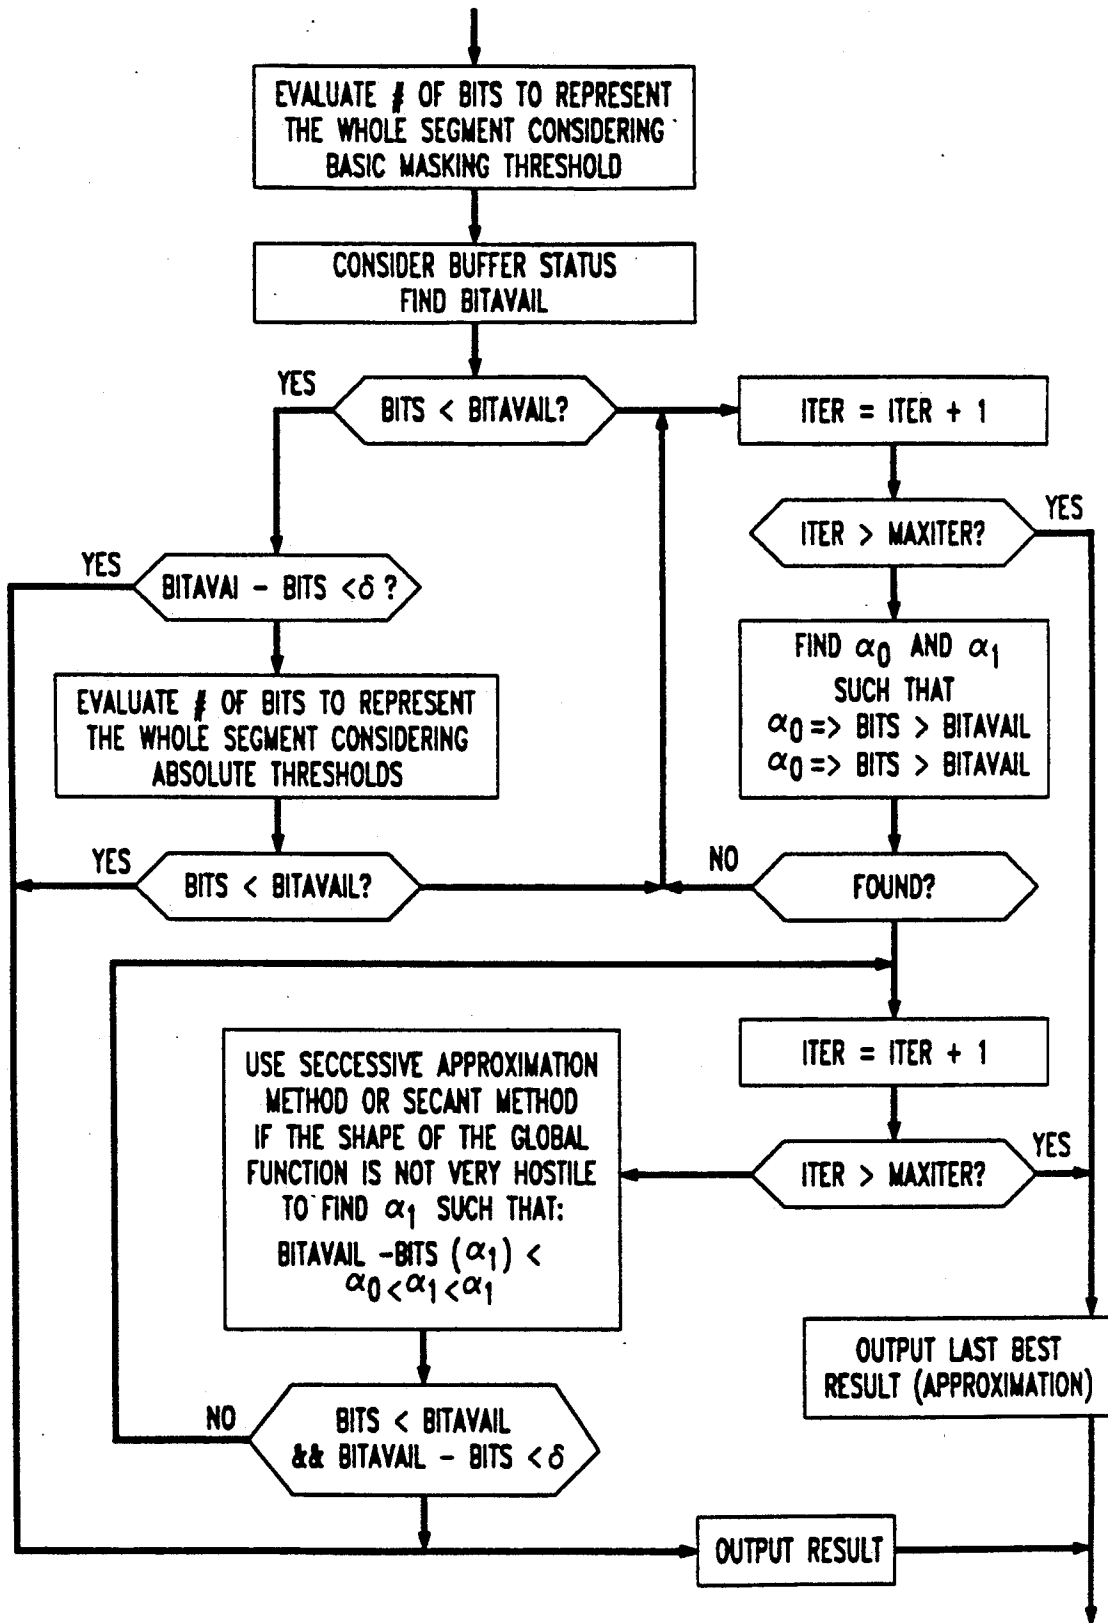 EVALUATE # OF BITS TO REPRESENT
THE WHOLE SEGMENT CONSIDERING
BASIC MASKING THRESHOLD
CONSIDER BUFFER STATUS
FIND BITAVAIL
YES
BITS < BITAVAIL?
ITER = ITER + 1
ITER > MAXITER?
YES
YES
BITAVAI - BITS < δ ?
FIND α0 AND α1
SUCH THAT
α0 => BITS > BITAVAIL
α0 => BITS > BITAVAIL
EVALUATE # OF BITS TO REPRESENT
THE WHOLE SEGMENT CONSIDERING
ABSOLUTE THRESHOLDS
YES
BITS < BITAVAIL?
NO
FOUND?
ITER = ITER + 1
USE SECCESSIVE APPROXIMATION
METHOD OR SECANT METHOD
IF THE SHAPE OF THE GLOBAL
FUNCTION IS NOT VERY HOSTILE
TO FIND α1 SUCH THAT:
BITAVAIL -BITS (α1) <
α0<α1<α1
ITER > MAXITER?
YES
OUTPUT LAST BEST
RESULT (APPROXIMATION)
NO
BITS < BITAVAIL
&& BITAVAIL - BITS < δ
OUTPUT RESULT